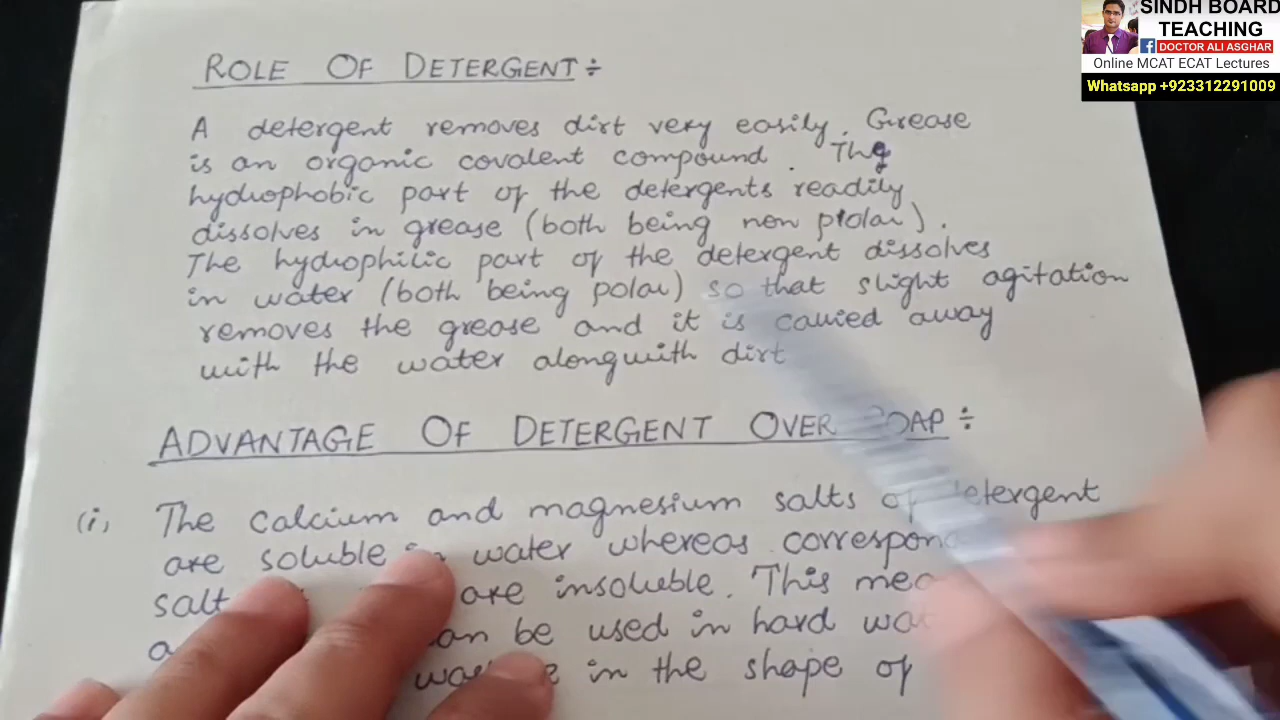 SINDH BOARD
TEACHING
DOCTOR ALI ASGHAR
Online MCAT ECAT Lectures
Whatsapp +923312291009
ROLE OF DETERGENT ÷
A detergent removes dirt very easily. Grease
is an organic covalent compound. The
hydrophobic part of the detergents readily
dissolves in grease (both being non polar).
The hydrophilic part of the detergent dissolves
in water (both being polar) so that slight agitation
removes the grease and it is carried away
with the water alongwith dirt
ADVANTAGE OF DETERGENT OVER SOAP ÷
(i) The calcium and magnesium salts of detergent
are soluble in water whereas
salt are insoluble. This
be used in hard
in the shape of